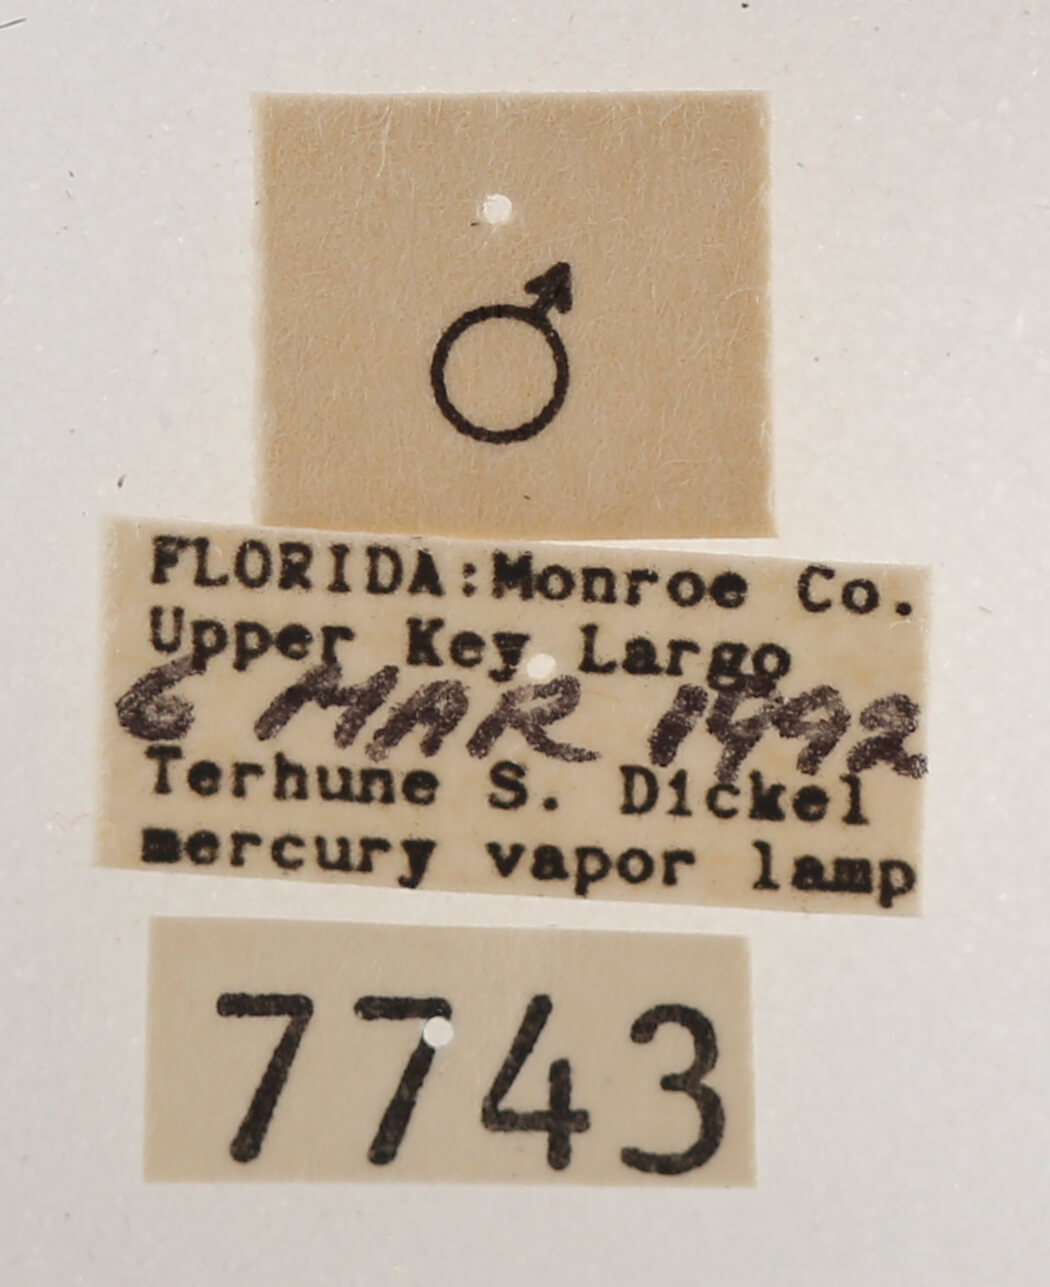 ♂
FLORIDA:Monroe Co.
Upper Key Largo
6 MAR 1992
Terhune S. Dickel
mercury vapor lamp
7743